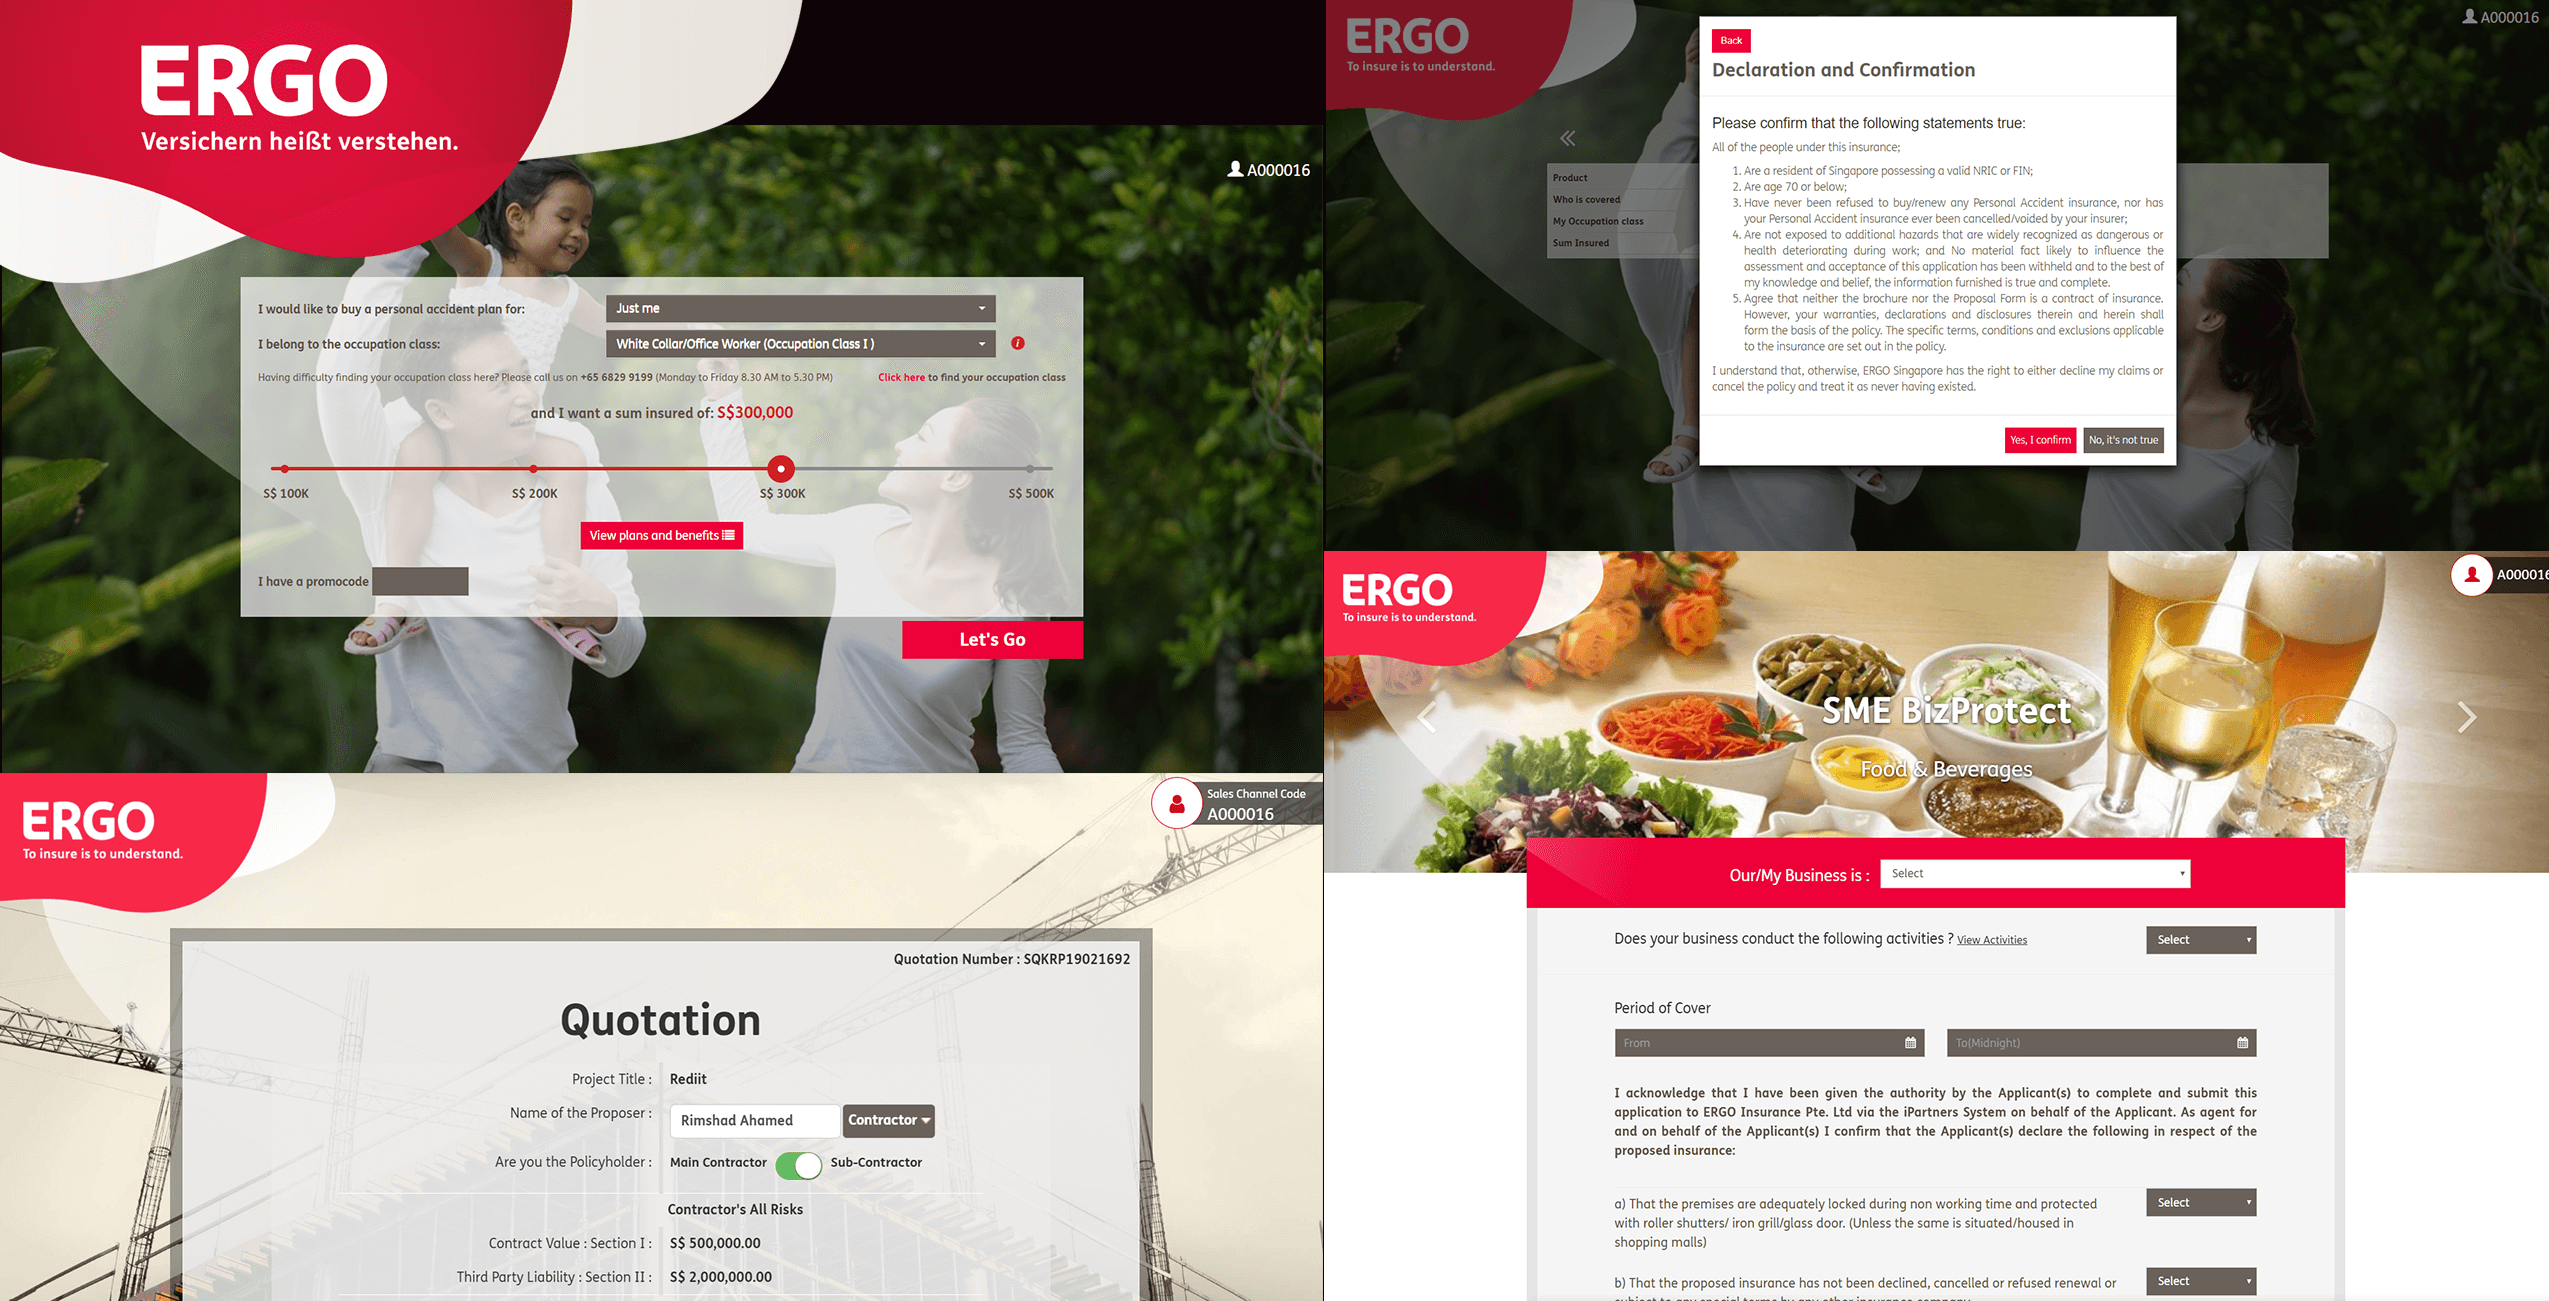 ERGO
Versichern heißt verstehen.
A000016
I would like to buy a personal accident plan for:
Just me
I belong to the occupation class:
White Collar/Office Worker (Occupation Class I )
Having difficulty finding your occupation class here? Please call us on +65 6829 9199 (Monday to Friday 8.30 AM to 5.30 PM)
Click here to find your occupation class
and I want a sum insured of: S$300,000
S$ 100K
S$ 200K
S$ 300K
S$ 500K
View plans and benefits
I have a promocode
Let's Go
ERGO
To insure is to understand.
A000016
Back
Declaration and Confirmation
Please confirm that the following statements true:
All of the people under this insurance;
1. Are a resident of Singapore possessing a valid NRIC or FIN;
2. Are age 70 or below;
3. Have never been refused to buy/renew any Personal Accident insurance, nor has
your Personal Accident insurance ever been cancelled/voided by your insurer;
4. Are not exposed to additional hazards that are widely recognized as dangerous or
health deteriorating during work; and No material fact likely to influence the
assessment and acceptance of this application has been withheld and to the best of
my knowledge and belief, the information furnished is true and complete.
5. Agree that neither the brochure nor the Proposal Form is a contract of insurance.
However, your warranties, declarations and disclosures therein and herein shall
form the basis of the policy. The specific terms, conditions and exclusions applicable
to the insurance are set out in the policy.
I understand that, otherwise, ERGO Singapore has the right to either decline my claims or
cancel the policy and treat it as never having existed.
Yes, I confirm
No, it's not true
Product
Who is covered
My Occupation class
Sum Insured
ERGO
To insure is to understand.
Sales Channel Code
A000016
Quotation Number : SQKRP19021692
Quotation
Project Title :
Rediit
Name of the Proposer :
Rimshad Ahamed
Contractor
Are you the Policyholder :
Main Contractor
Sub-Contractor
Contractor's All Risks
Contract Value : Section I :
S$ 500,000.00
Third Party Liability : Section II :
S$ 2,000,000.00
ERGO
To insure is to understand.
A000016
SME BizProtect
Food & Beverages
Our/My Business is :
Select
Does your business conduct the following activities ? View Activities
Select
Period of Cover
From
To(Midnight)
I acknowledge that I have been given the authority by the Applicant(s) to complete and submit this
application to ERGO Insurance Pte. Ltd via the iPartners System on behalf of the Applicant. As agent for
and on behalf of the Applicant(s) I confirm that the Applicant(s) declare the following in respect of the
proposed insurance:
a) That the premises are adequately locked during non working time and protected
with roller shutters/ iron grill/glass door. (Unless the same is situated/housed in
shopping malls)
Select
b) That the proposed insurance has not been declined, cancelled or refused renewal or
subject to any special terms by any other insurance company
Select